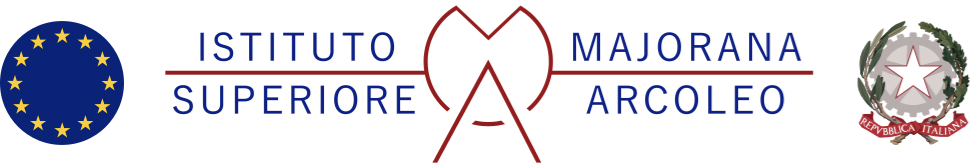 ISTITUTO MAJORANA
SUPERIORE ARCOLEO
REPVBBLICA ITALIANA